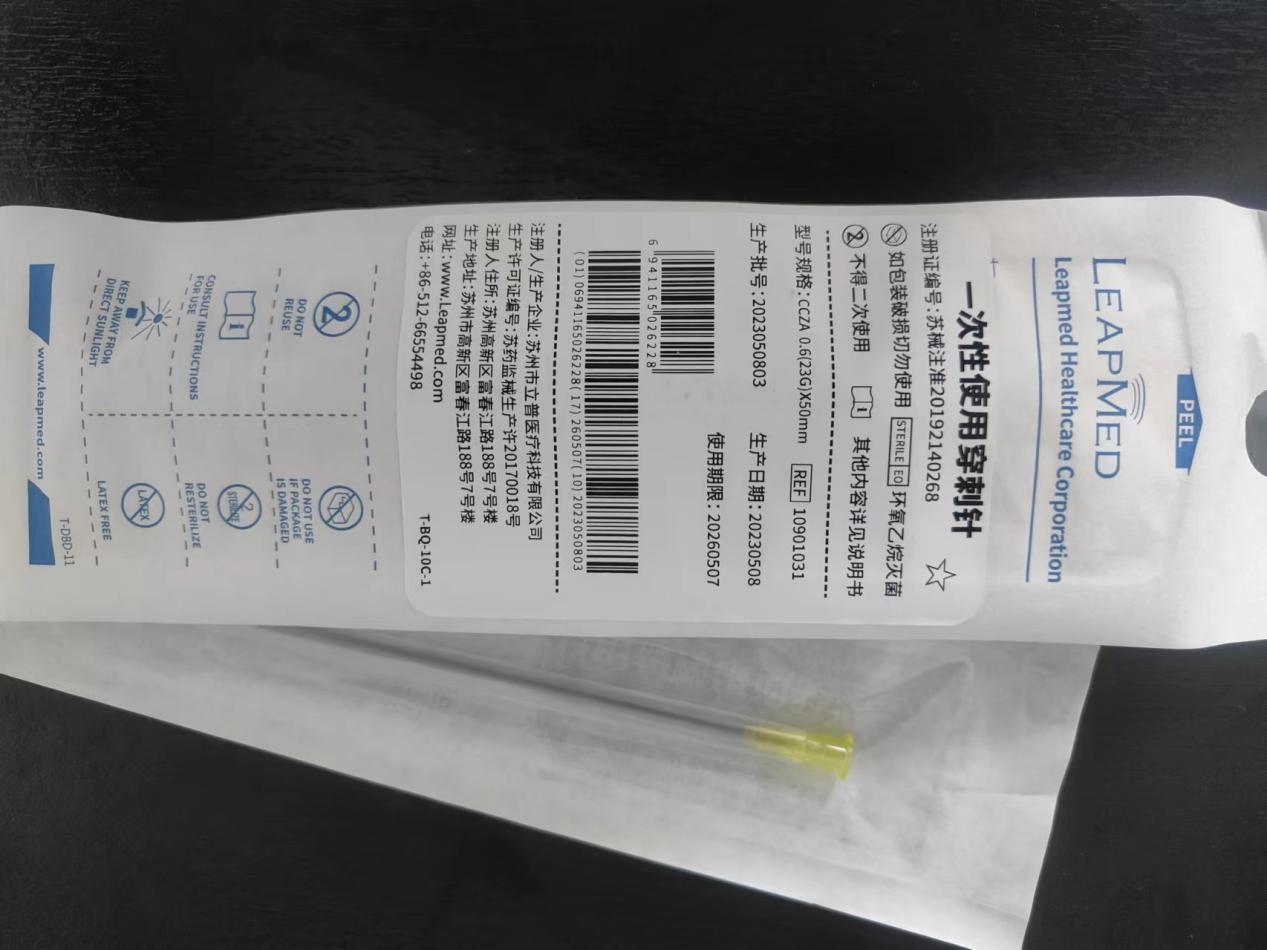 PEEL
LEAPMED
Leapmed Healthcare Corporation
一次性使用穿刺针
注册证编号:苏械注准20192140268
如包装破损切勿使用 STERILE EO 环氧乙烷灭菌
2 不得二次使用 i 其他内容详见说明书
型号规格:CCZA 0.6(23G)X50mm REF 10901031
生产批号:2023050803 生产日期:20230508
使用期限:20260507
6 941165 026228
(01)06941165026228(17)260507(10)2023050803
注册人/生产企业:苏州市立普医疗科技有限公司
生产许可证编号:苏药监械生产许20170018号
注册人住所:苏州高新区富春江路188号7号楼
生产地址:苏州市高新区富春江路188号7号楼
网址:www.Leapmed.com
电话:+86-512-66554498 T-BQ-10C-1
2
DO NOT
REUSE
DO NOT USE
IF PACKAGE
IS DAMAGED
i
CONSULT INSTRUCTIONS
FOR USE
2
STERILIZE
DO NOT
RESTERILIZE
KEEP AWAY FROM
DIRECT SUNLIGHT
LATEX
LATEX FREE
T-DBD-11
www.leapmed.com